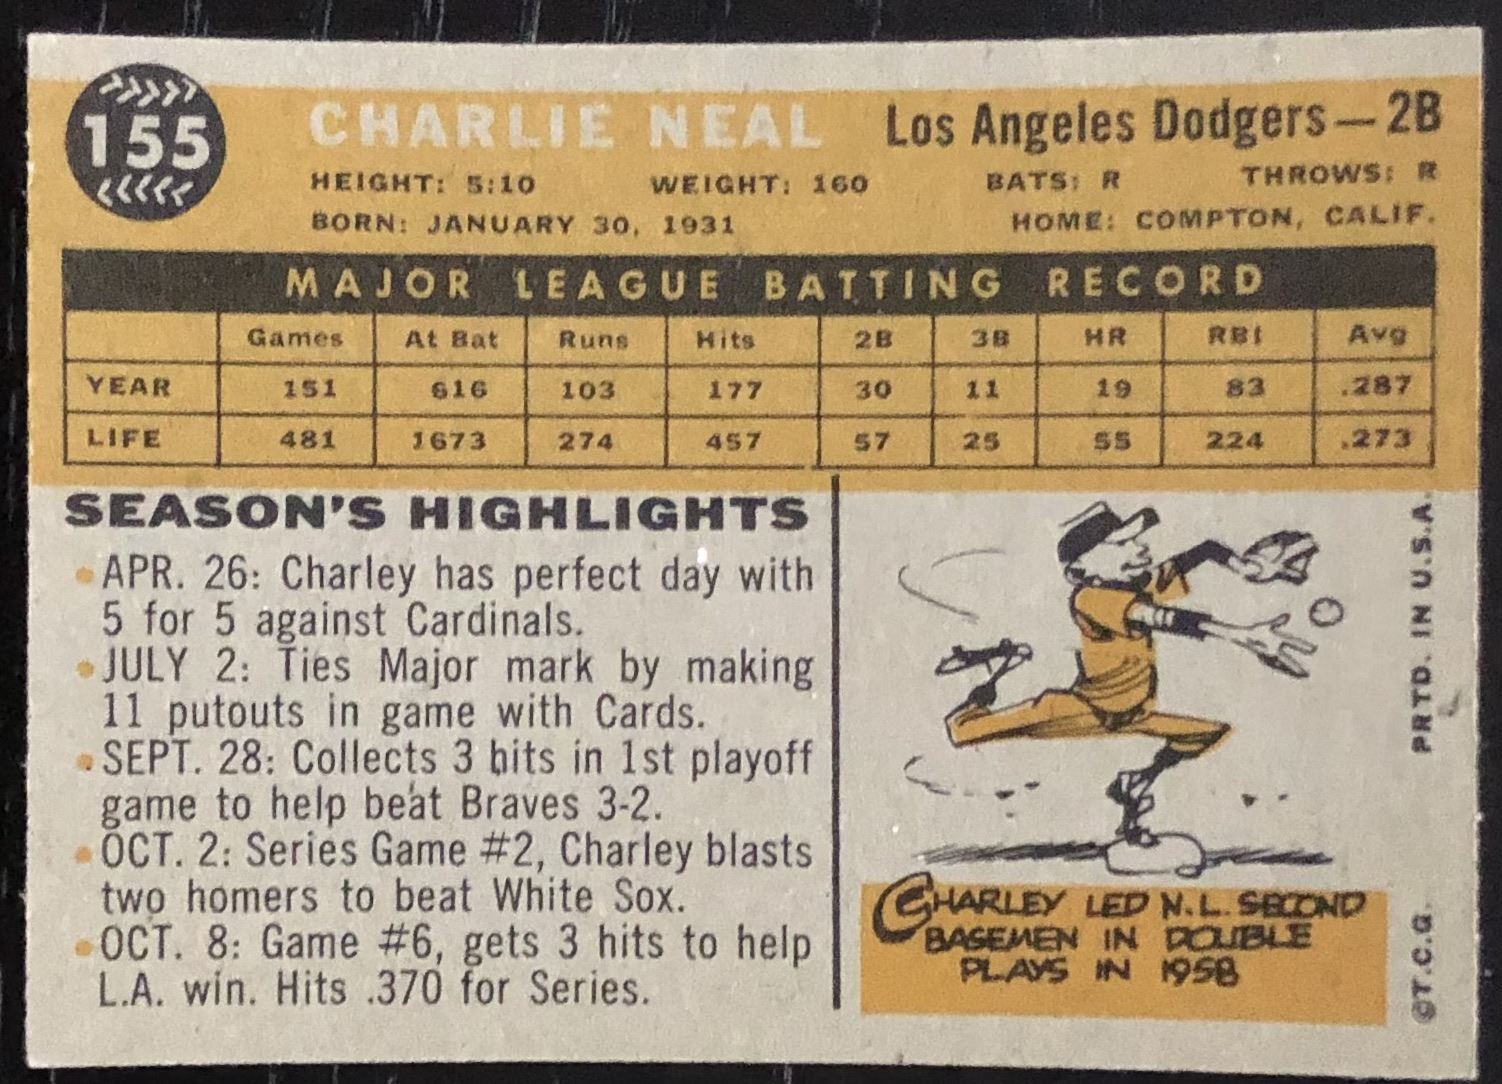 155
CHARLIE NEAL Los Angeles Dodgers—2B
HEIGHT: 5:10 WEIGHT: 160 BATS: R THROWS: R
BORN: JANUARY 30, 1931 HOME: COMPTON, CALIF.
MAJOR LEAGUE BATTING RECORD
Games At Bat Runs Hits 2B 3B HR RBI Avg
YEAR 151 616 103 177 30 11 19 83 .287
LIFE 481 1673 274 457 57 25 55 224 .273
SEASON'S HIGHLIGHTS
• APR. 26: Charley has perfect day with
5 for 5 against Cardinals.
• JULY 2: Ties Major mark by making
11 putouts in game with Cards.
• SEPT. 28: Collects 3 hits in 1st playoff
game to help beat Braves 3-2.
• OCT. 2: Series Game #2, Charley blasts
two homers to beat White Sox.
• OCT. 8: Game #6, gets 3 hits to help
L.A. win. Hits .370 for Series.
CHARLEY LED N.L. SECOND
BASEMEN IN DOUBLE
PLAYS IN 1958
©T.C.G. PRTD. IN U.S.A.